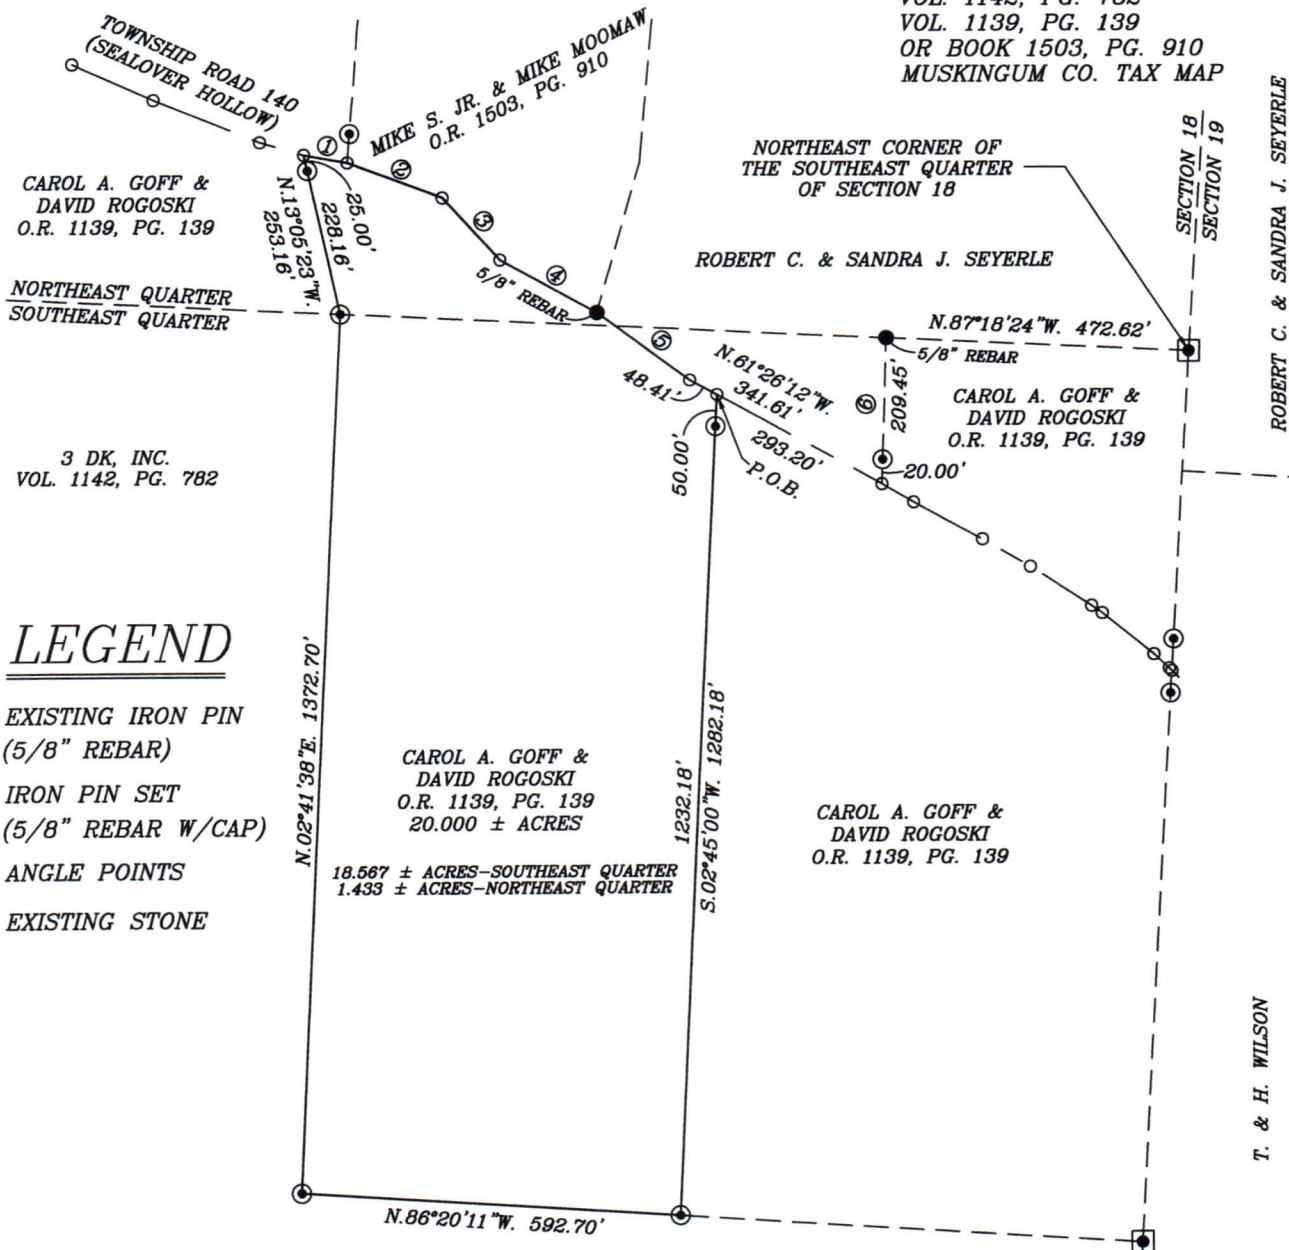 VOL. 1142, PG. 782
VOL. 1139, PG. 139
OR BOOK 1503, PG. 910
MUSKINGUM CO. TAX MAP
TOWNSHIP ROAD 140
(SEALOVER HOLLOW)
MIKE S. JR. & MIKE MOOMAW
O.R. 1503, PG. 910
1
2
3
4
5
6
NORTHEAST CORNER OF
THE SOUTHEAST QUARTER
OF SECTION 18
SECTION 18
SECTION 19
ROBERT C. & SANDRA J. SEYERLE
CAROL A. GOFF &
DAVID ROGOSKI
O.R. 1139, PG. 139
25.00'
228.16'
N.13°05'23"W.
253.16'
ROBERT C. & SANDRA J. SEYERLE
NORTHEAST QUARTER
SOUTHEAST QUARTER
5/8" REBAR
N.87°18'24"W. 472.62'
5/8" REBAR
N.61°26'12"W.
341.61'
48.41'
209.45'
CAROL A. GOFF &
DAVID ROGOSKI
O.R. 1139, PG. 139
293.20'
50.00'
P.O.B.
20.00'
3 DK, INC.
VOL. 1142, PG. 782
LEGEND
EXISTING IRON PIN
(5/8" REBAR)
IRON PIN SET
(5/8" REBAR W/CAP)
ANGLE POINTS
EXISTING STONE
N.02°41'38"E. 1372.70'
CAROL A. GOFF &
DAVID ROGOSKI
O.R. 1139, PG. 139
20.000 ± ACRES
18.567 ± ACRES-SOUTHEAST QUARTER
1.433 ± ACRES-NORTHEAST QUARTER
1232.18'
S.02°45'00"W. 1282.18'
CAROL A. GOFF &
DAVID ROGOSKI
O.R. 1139, PG. 139
T. & H. WILSON
N.86°20'11"W. 592.70'